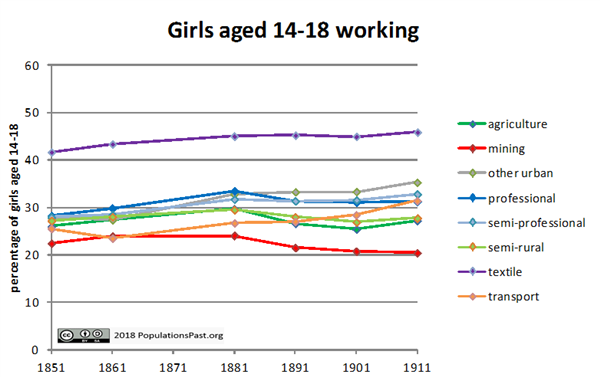 Girls aged 14-18 working
percentage of girls aged 14-18
60
50
40
30
20
10
0
1851 1861 1871 1881 1891 1901 1911
agriculture
mining
other urban
professional
semi-professional
semi-rural
textile
transport
cc
2018 PopulationsPast.org